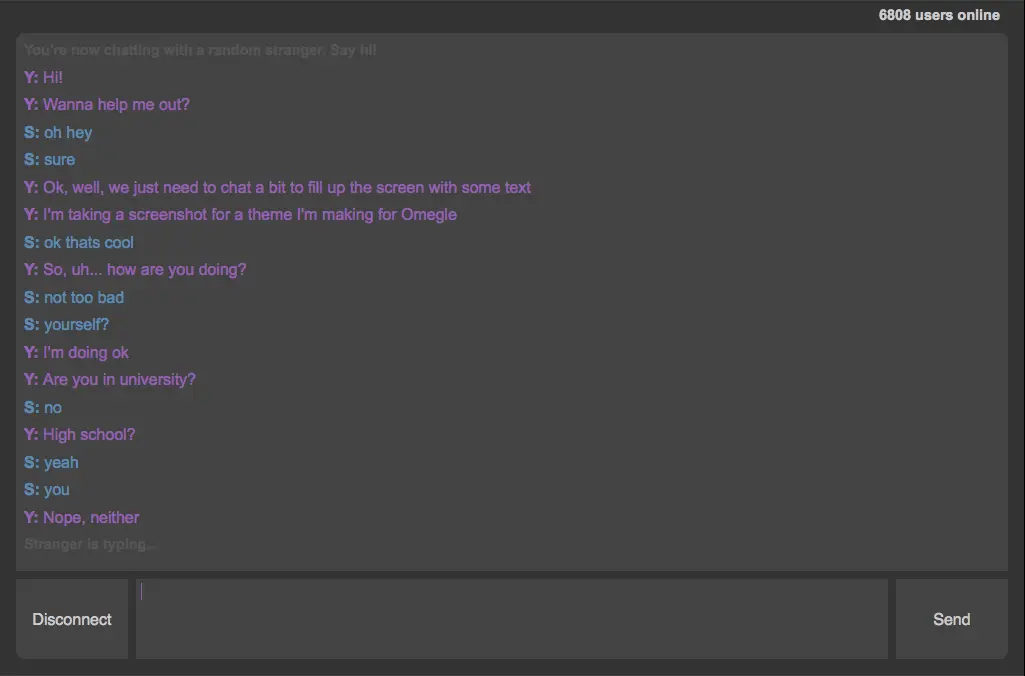 6808 users online
You're now chatting with a random stranger. Say hi!
Y: Hi!
Y: Wanna help me out?
S: oh hey
S: sure
Y: Ok, well, we just need to chat a bit to fill up the screen with some text
Y: I'm taking a screenshot for a theme I'm making for Omegle
S: ok thats cool
Y: So, uh... how are you doing?
S: not too bad
S: yourself?
Y: I'm doing ok
Y: Are you in university?
S: no
Y: High school?
S: yeah
S: you
Y: Nope, neither
Stranger is typing...
Disconnect
Send